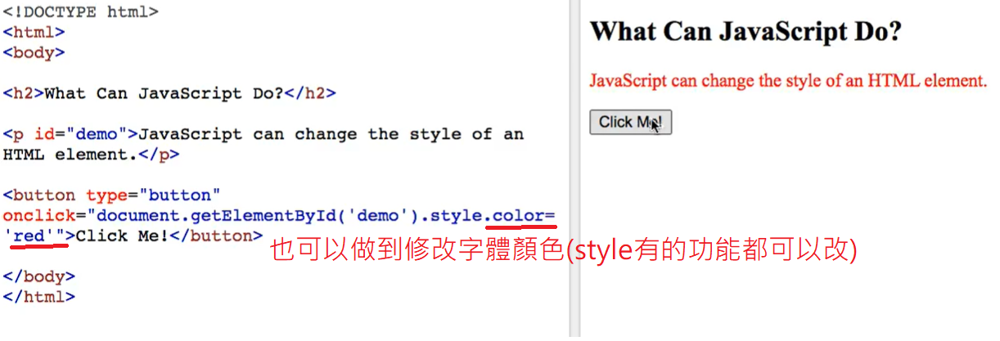 <!DOCTYPE html>
<html>
<body>
<h2>What Can JavaScript Do?</h2>
<p id="demo">JavaScript can change the style of an
HTML element.</p>
<button type="button"
onclick="document.getElementById('demo').style.color=
'red'">Click Me!</button>
也可以做到修改字體顏色(style有的功能都可以改)
</body>
</html>
What Can JavaScript Do?
JavaScript can change the style of an HTML element.
Click Me!